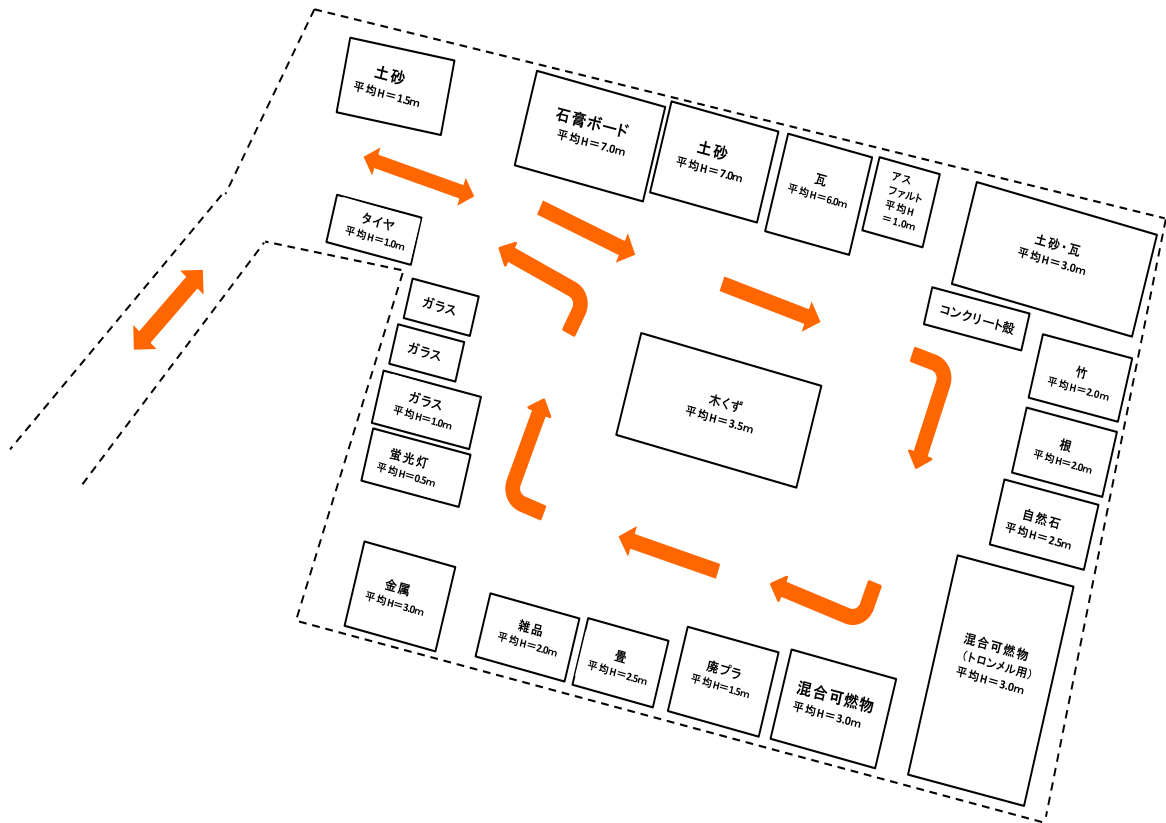 土砂
平均H＝1.5m
石膏ボード
平均H＝7.0m
土砂
平均H＝7.0m
瓦
平均H＝6.0m
アス
ファルト
平均H
＝1.0m
土砂・瓦
平均H＝3.0m
タイヤ
平均H＝1.0m
ガラス
コンクリート殻
ガラス
竹
平均H＝2.0m
ガラス
平均H＝1.0m
木くず
平均H＝3.5m
根
平均H＝2.0m
蛍光灯
平均H＝0.5m
自然石
平均H＝2.5m
金属
平均H＝3.0m
雑品
平均H＝2.0m
畳
平均H＝2.5m
廃プラ
平均H＝1.5m
混合可燃物
平均H＝3.0m
混合可燃物
（トロンメル用）
平均H＝3.0m